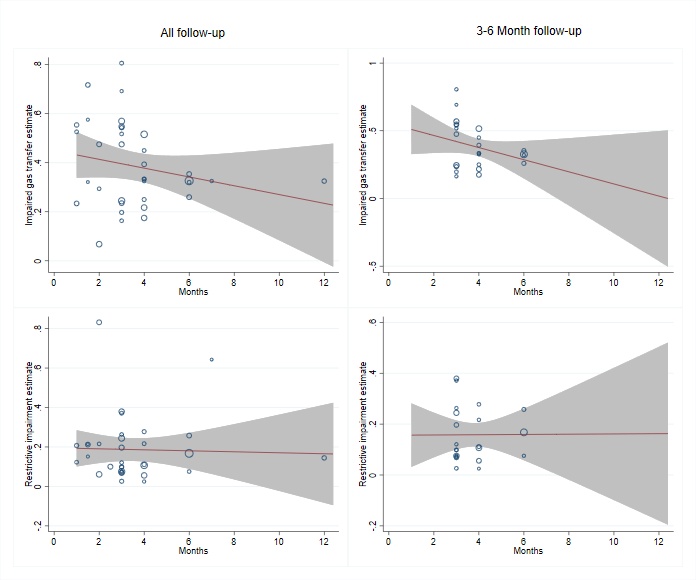 All follow-up
3-6 Month follow-up
Impaired gas transfer estimate
.8
.6
.4
.2
0
0 2 4 6 8 10 12
Months
Impaired gas transfer estimate
1
.5
0
-.5
0 2 4 6 8 10 12
Months
Restrictive impairment estimate
.8
.6
.4
.2
0
-.2
0 2 4 6 8 10 12
Months
Restrictive impairment estimate
.6
.4
.2
0
-.2
0 2 4 6 8 10 12
Months